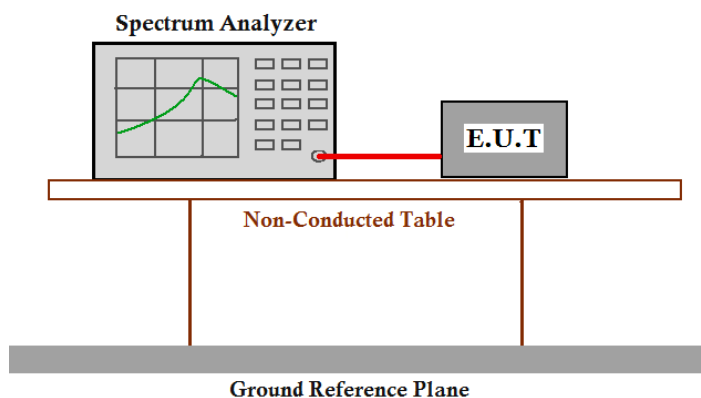 Spectrum Analyzer
E.U.T
Non-Conducted Table
Ground Reference Plane